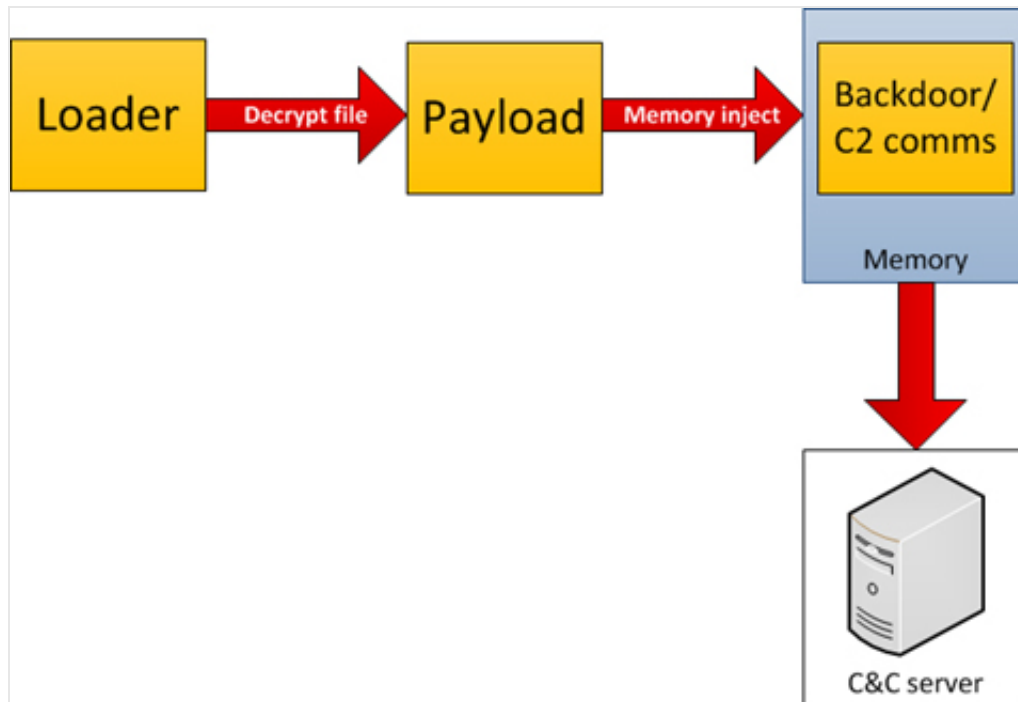 Loader
Decrypt file
Payload
Memory inject
Backdoor/
C2 comms
Memory
C&C server